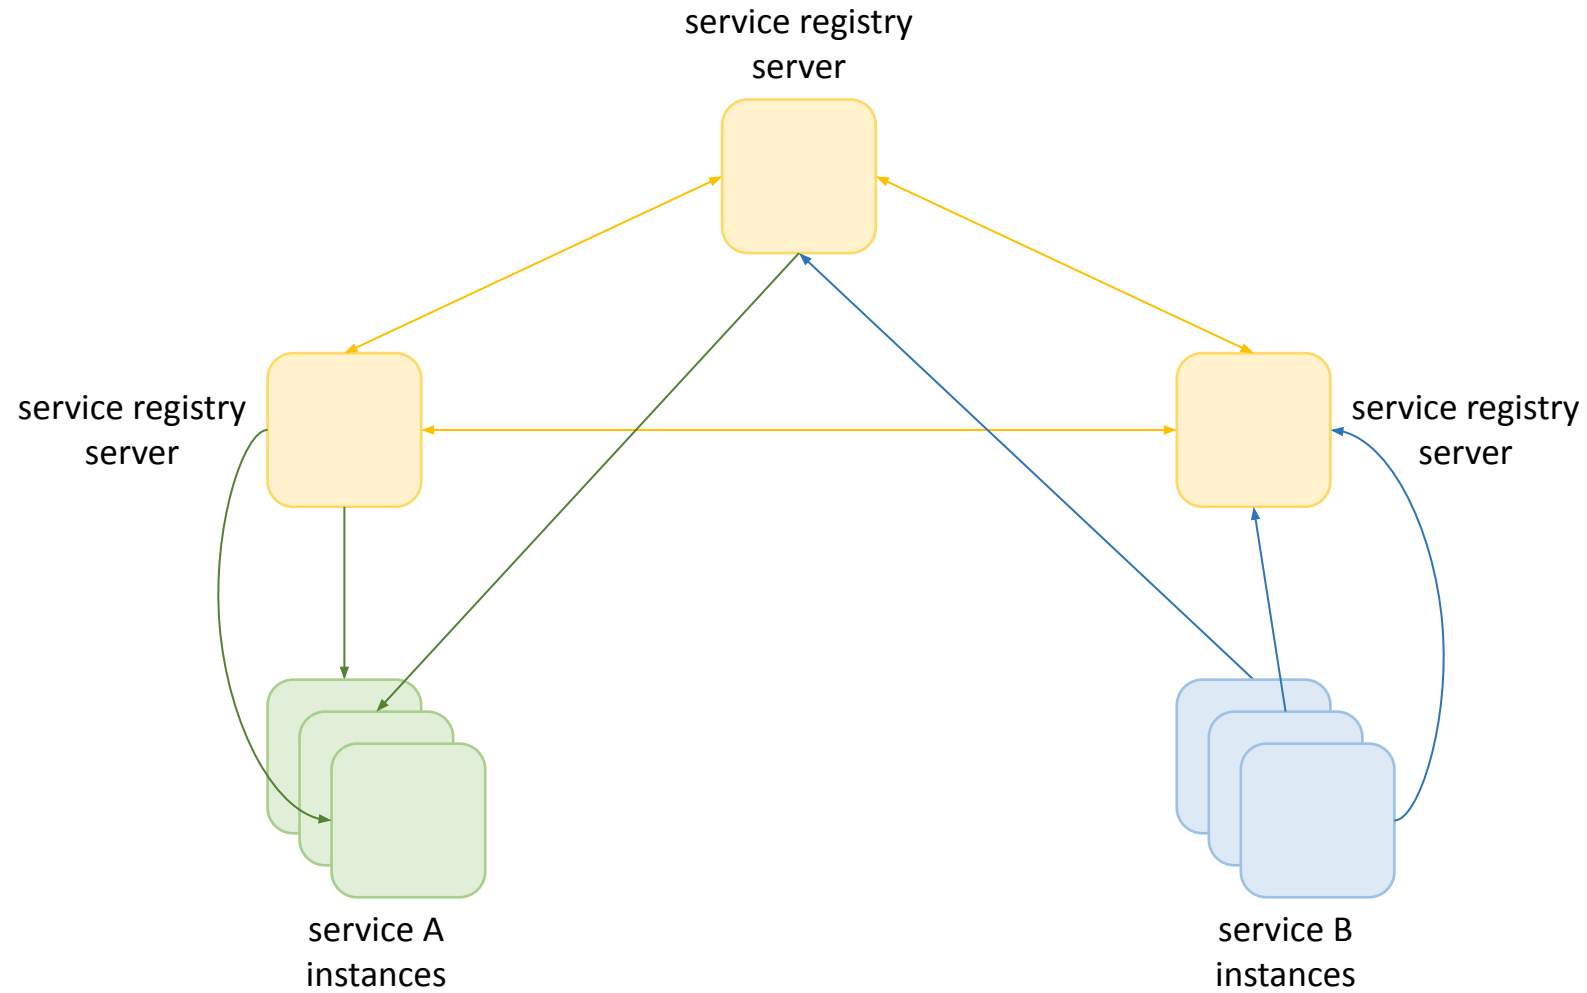 service registry
server
service registry
server
service registry
server
service A
instances
service B
instances